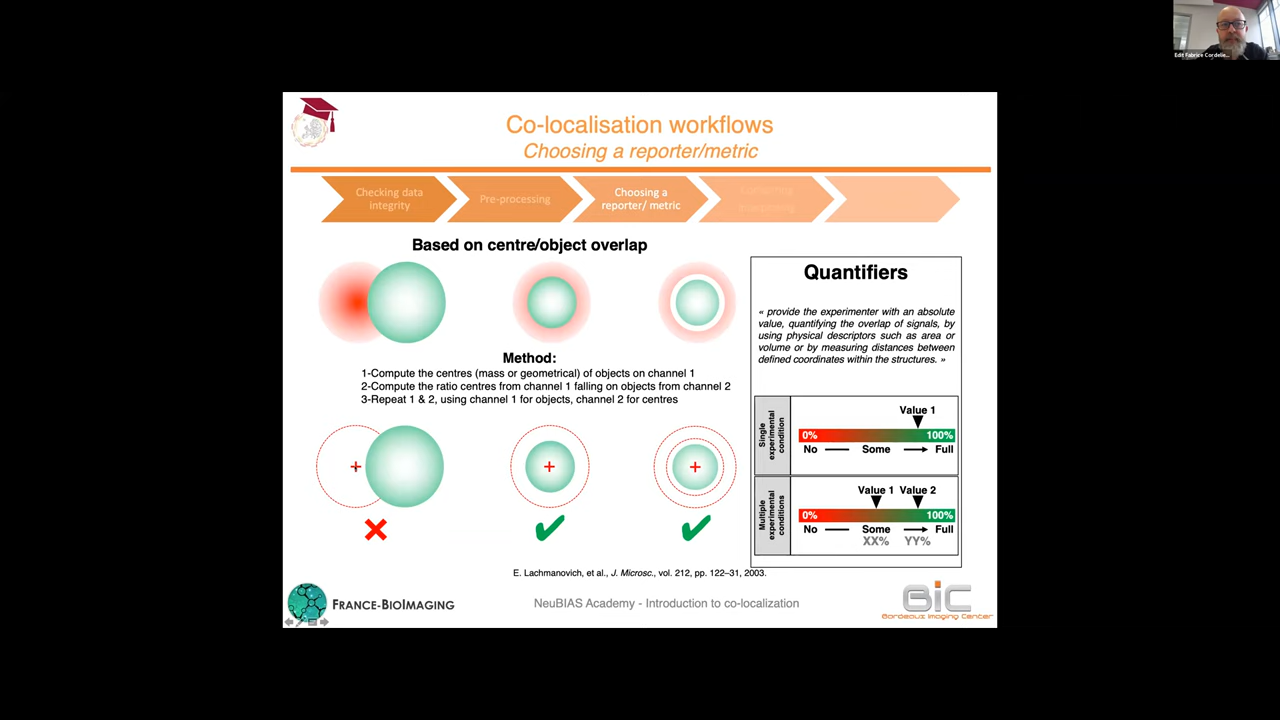 Edit Fabrice Cordelie...
Co-localisation workflows
Choosing a reporter/metric
Checking data
integrity
Pre-processing
Choosing a
reporter/ metric
Based on centre/object overlap
Method:
1-Compute the centres (mass or geometrical) of objects on channel 1
2-Compute the ratio centres from channel 1 falling on objects from channel 2
3-Repeat 1 & 2, using channel 1 for objects, channel 2 for centres
Quantifiers
« provide the experimenter with an absolute
value, quantifying the overlap of signals, by
using physical descriptors such as area or
volume or by measuring distances between
defined coordinates within the structures. »
Single
experimental
condition
Value 1
0% 100%
No Some Full
Multiple
experimental
conditions
Value 1 Value 2
0% 100%
No Some Full
XX% YY%
E. Lachmanovich, et al., J. Microsc., vol. 212, pp. 122–31, 2003.
FRANCE-BIOIMAGING
NeuBIAS Academy - Introduction to co-localization
BiC
Bordeaux Imaging Center